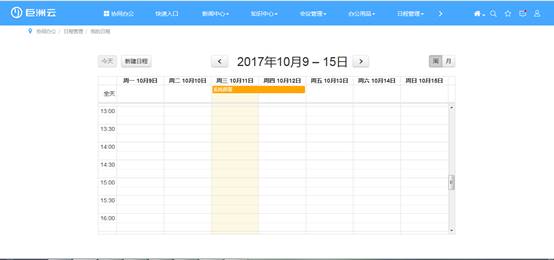 巨洲云 协同办公 快速入口 新闻中心 知识中心 会议管理 办公用品 日程管理
协同办公 / 日程管理 / 我的日程
今天 新建日程 2017年10月9 – 15日 周 月
周一 10月9日 周二 10月10日 周三 10月11日 周四 10月12日 周五 10月13日 周六 10月14日 周日 10月15日
全天
13:00
13:30
14:00
14:30
15:00
15:30
16:00